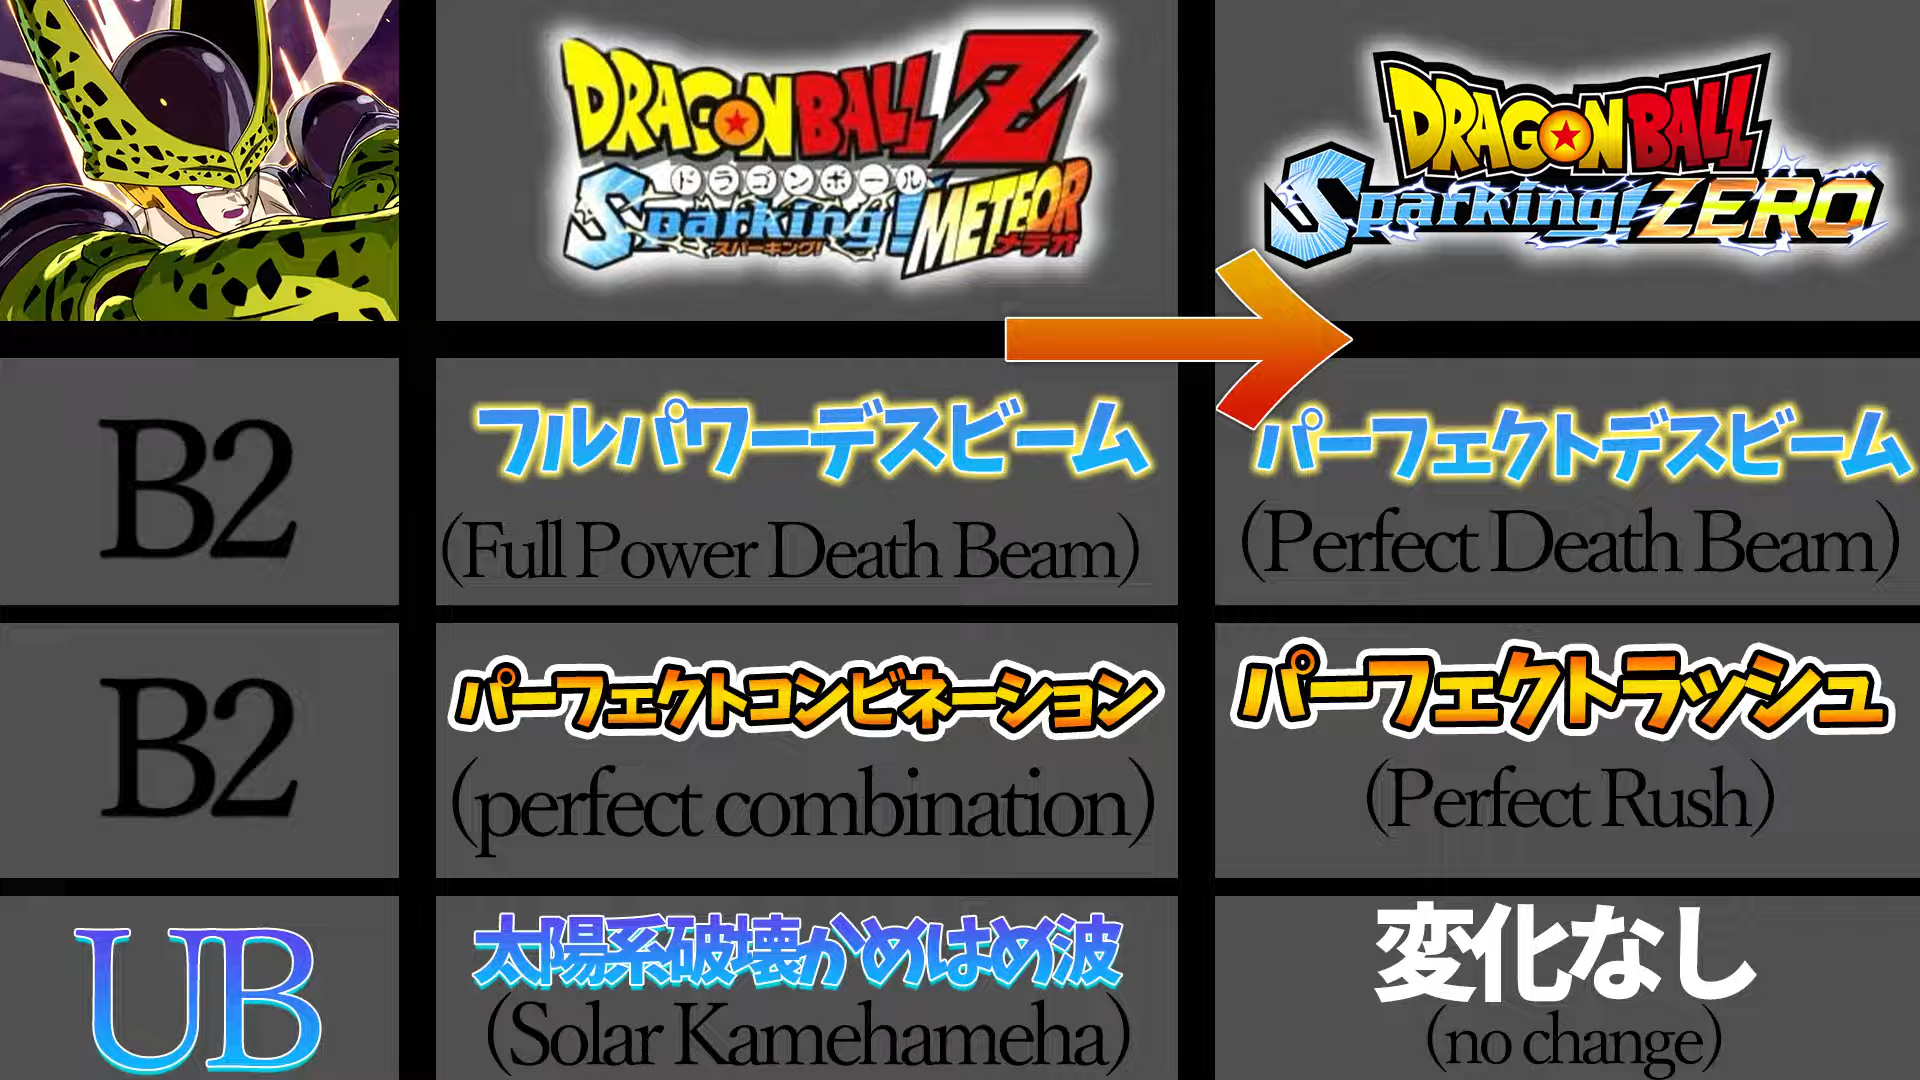 DRAGON BALL Z
ドラゴンボール
Sparking! METEOR
スパーキング! メテオ
DRAGON BALL
Sparking! ZERO
B2
フルパワーデスビーム
(Full Power Death Beam)
パーフェクトデスビーム
(Perfect Death Beam)
B2
パーフェクトコンビネーション
(perfect combination)
パーフェクトラッシュ
(Perfect Rush)
UB
太陽系破壊かめはめ波
(Solar Kamehameha)
変化なし
(no change)